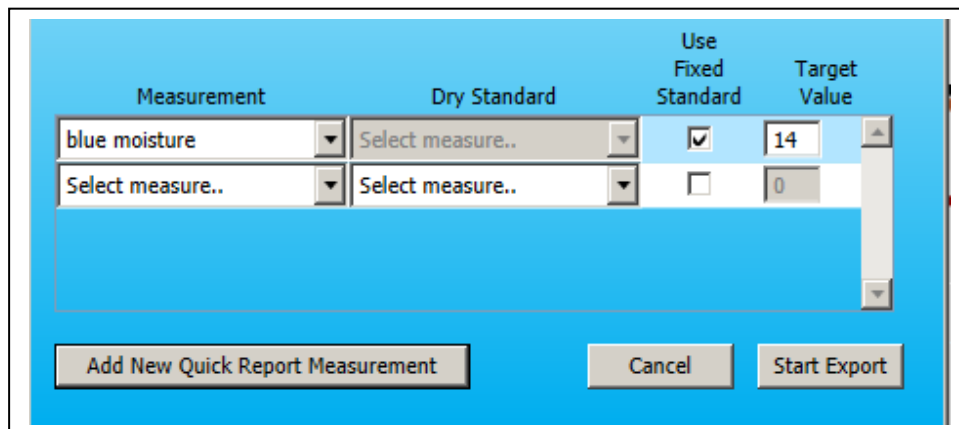 Use
Fixed Target
Measurement Dry Standard Standard Value
blue moisture Select measure.. 14
Select measure.. Select measure.. 0
Add New Quick Report Measurement Cancel Start Export